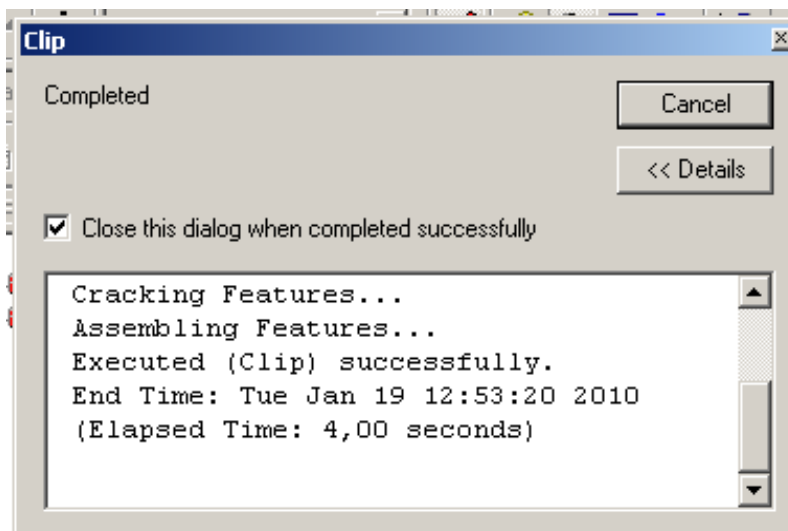 Clip
Completed
Cancel
<< Details
Close this dialog when completed successfully
Cracking Features...
Assembling Features...
Executed (Clip) successfully.
End Time: Tue Jan 19 12:53:20 2010
(Elapsed Time: 4,00 seconds)